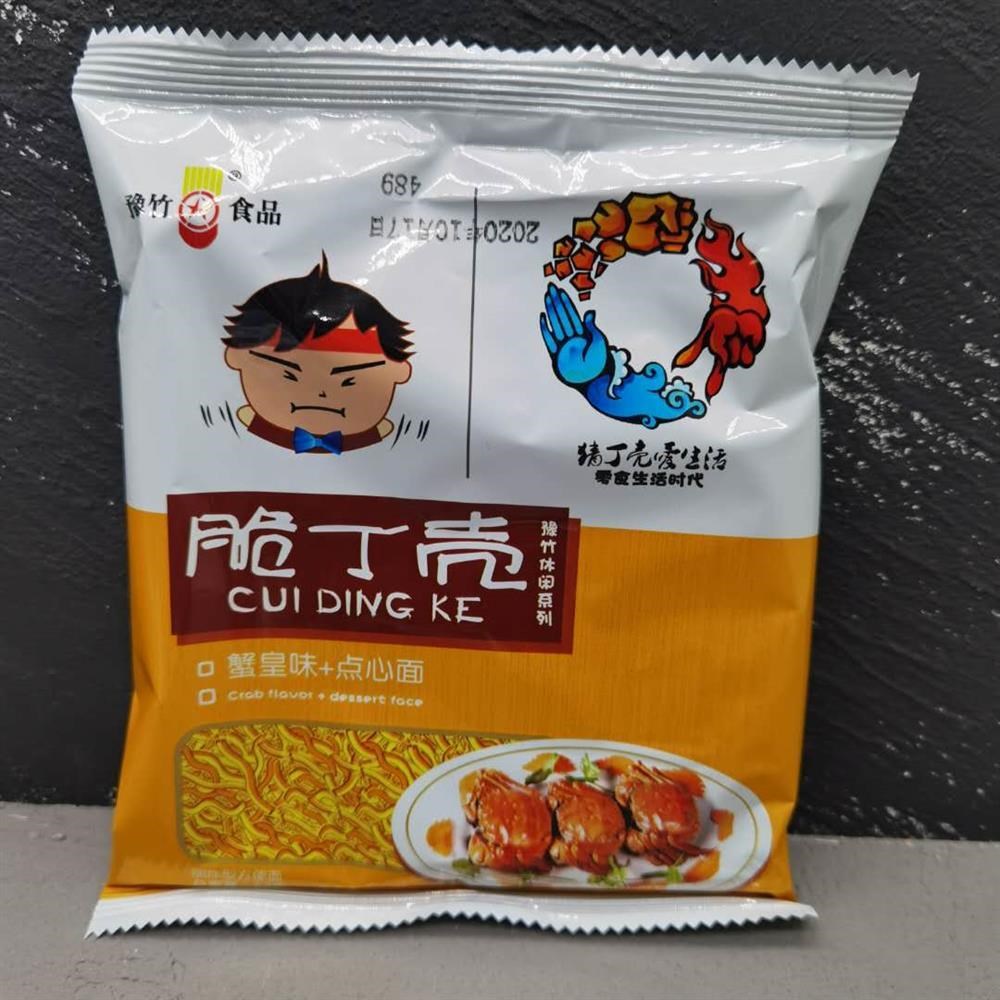 豫竹 食品
®
2020年10月17日
489
猜丁壳爱生活
零食生活时代
脆丁壳
CUI DING KE
豫竹休闲系列
蟹皇味+点心面
Crab flavor + dessert face